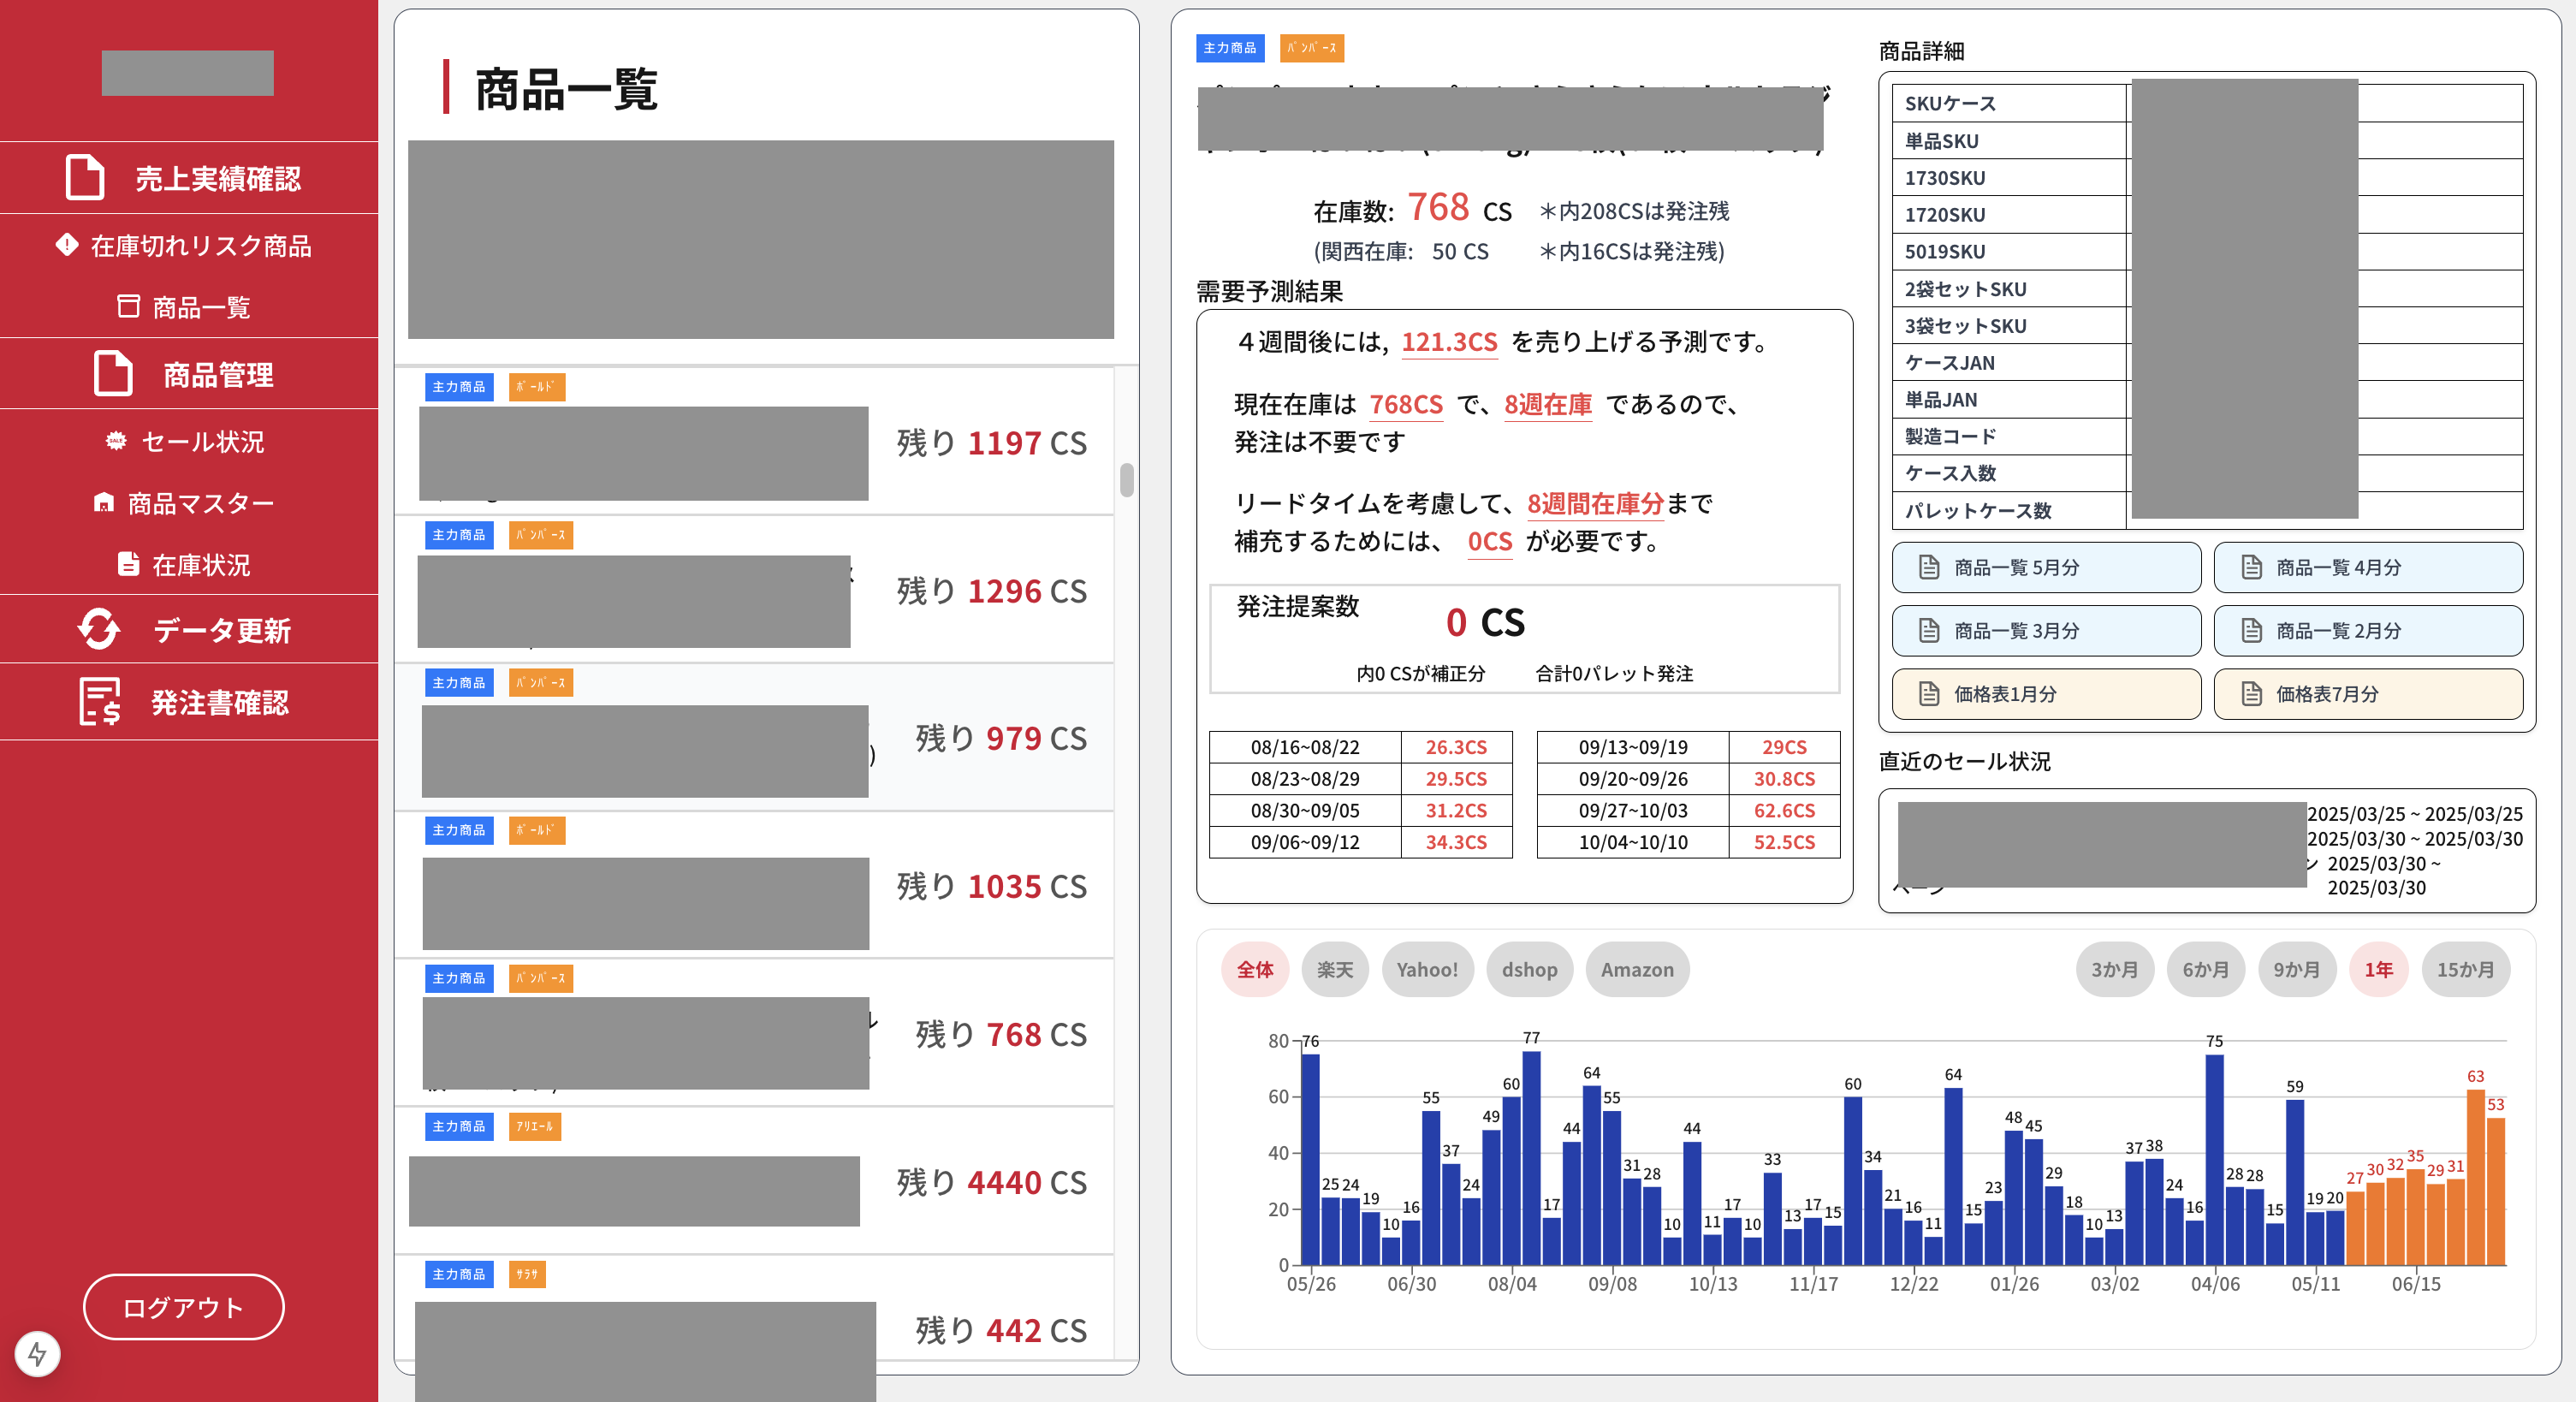 売上実績確認
在庫切れリスク商品
商品一覧
商品管理
セール状況
商品マスター
在庫状況
データ更新
発注書確認
ログアウト
商品一覧
主力商品 ﾎﾞｰﾙﾄﾞ
残り 1197 CS
主力商品 ﾊﾟﾝﾊﾟｰｽ
残り 1296 CS
主力商品 ﾊﾟﾝﾊﾟｰｽ
残り 979 CS
主力商品 ﾎﾞｰﾙﾄﾞ
残り 1035 CS
主力商品 ﾊﾟﾝﾊﾟｰｽ
残り 768 CS
主力商品 ｱﾘｴｰﾙ
残り 4440 CS
主力商品 ｻﾗｻ
残り 442 CS
主力商品 ﾊﾟﾝﾊﾟｰｽ
在庫数: 768 CS ＊内208CSは発注残
(関西在庫: 50 CS ＊内16CSは発注残)
需要予測結果
４週間後には, 121.3CS を売り上げる予測です。
現在在庫は 768CS で、8週在庫 であるので、
発注は不要です
リードタイムを考慮して、8週間在庫分まで
補充するためには、 0CS が必要です。
発注提案数
0 CS
内0 CSが補正分 合計0パレット発注
08/16~08/22 26.3CS
08/23~08/29 29.5CS
08/30~09/05 31.2CS
09/06~09/12 34.3CS
09/13~09/19 29CS
09/20~09/26 30.8CS
09/27~10/03 62.6CS
10/04~10/10 52.5CS
商品詳細
SKUケース
単品SKU
1730SKU
1720SKU
5019SKU
2袋セットSKU
3袋セットSKU
ケースJAN
単品JAN
製造コード
ケース入数
パレットケース数
商品一覧 5月分 商品一覧 4月分
商品一覧 3月分 商品一覧 2月分
価格表1月分 価格表7月分
直近のセール状況
2025/03/25 ~ 2025/03/25
2025/03/30 ~ 2025/03/30
2025/03/30 ~
2025/03/30
全体 楽天 Yahoo! dshop Amazon
3か月 6か月 9か月 1年 15か月
80
60
40
20
0
76 25 24 19 10 16 55 37 24 49 60 77 17 44 64 55 31 28 10 44 11 17 10 33 13 17 15 60 34 21 16 11 64 15 23 48 45 29 18 10 13 37 38 24 16 75 28 28 15 59 19 20 27 30 32 35 29 31 63 53
05/26 06/30 08/04 09/08 10/13 11/17 12/22 01/26 03/02 04/06 05/11 06/15